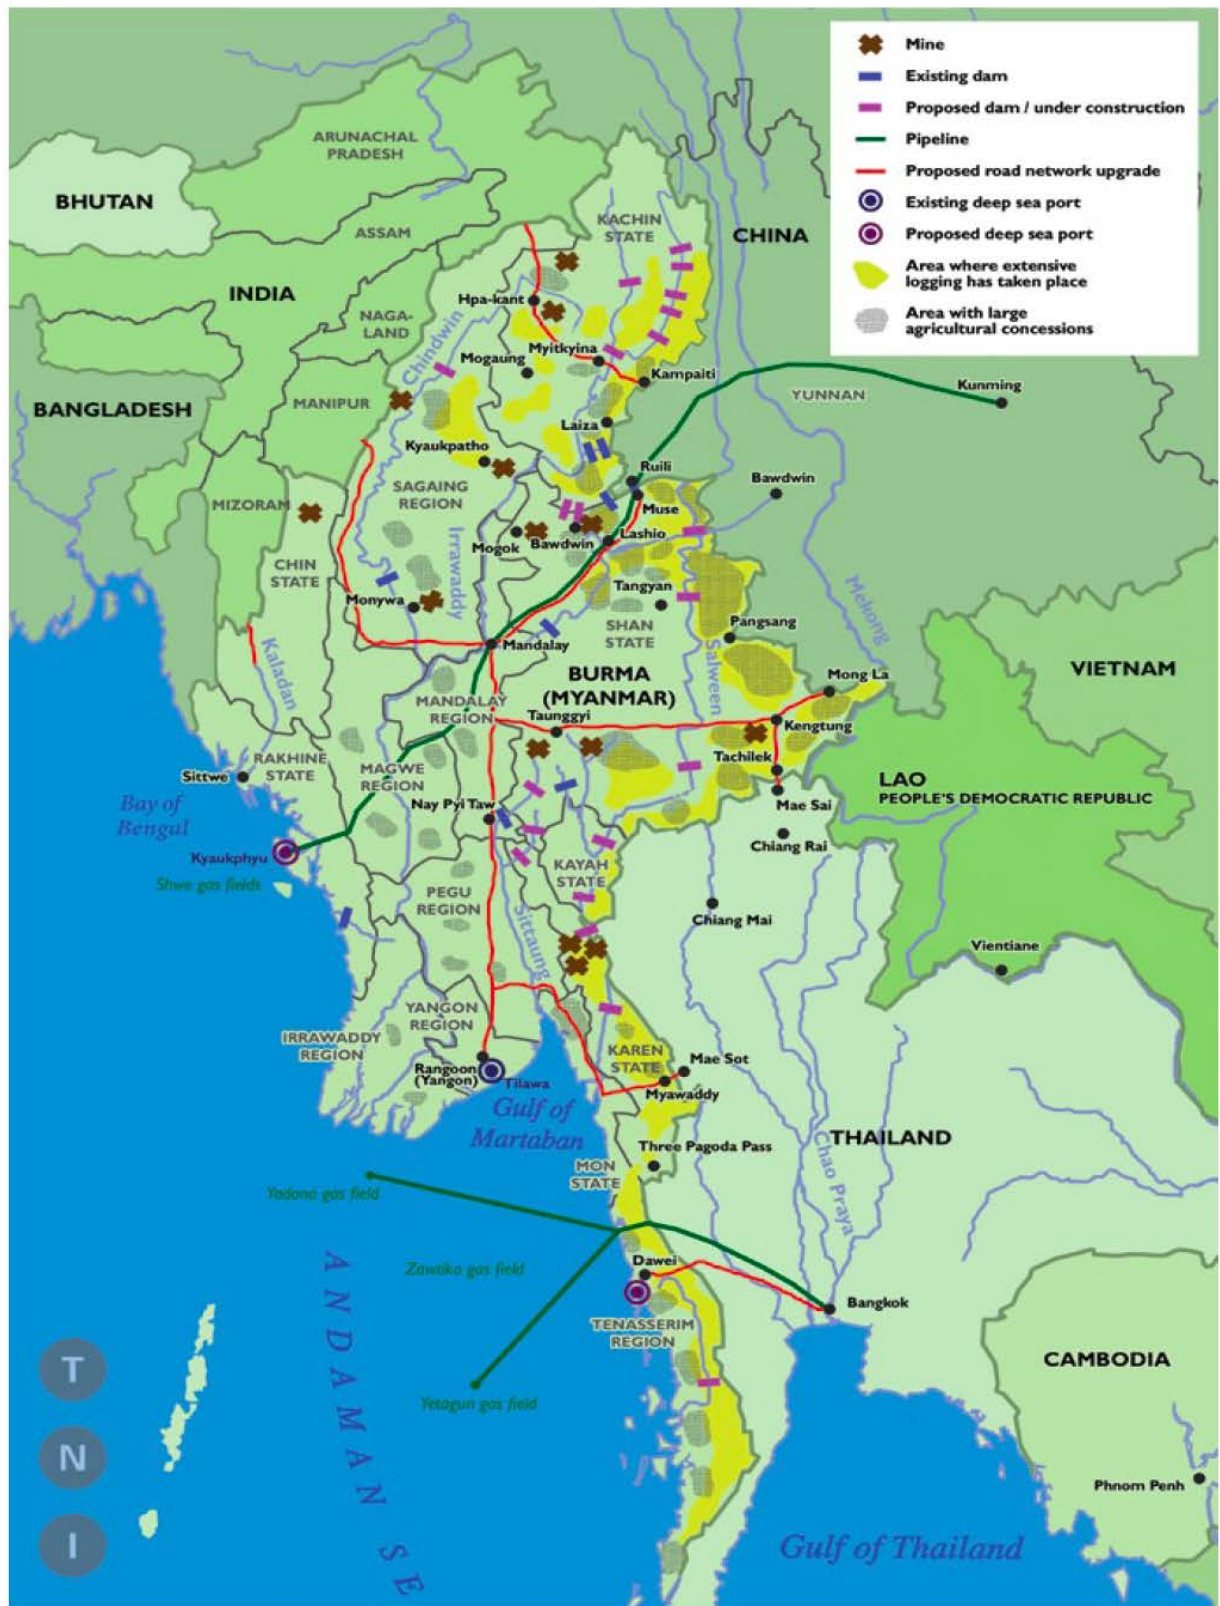 Mine
Existing dam
Proposed dam / under construction
Pipeline
Proposed road network upgrade
Existing deep sea port
Proposed deep sea port
Area where extensive
logging has taken place
Area with large
agricultural concessions
ARUNACHAL
PRADESH
BHUTAN
ASSAM
KACHIN
STATE
CHINA
INDIA
NAGA-
LAND
Hpa-kant
Chindwin
Myitkyina
Mogaung
Kampaiti
Kunming
YUNNAN
BANGLADESH
MANIPUR
Laiza
Kyaukpatho
Ruili
Bawdwin
SAGAING
REGION
MIZORAM
Muse
Irrawaddy
Mogok
Bawdwin
Lashio
CHIN
STATE
Tangyan
Mekong
Monywa
SHAN
STATE
Pangsang
Mandalay
Kaladan
Salween
VIETNAM
BURMA
(MYANMAR)
Mong La
MANDALAY
REGION
Taunggyi
Kengtung
RAKHINE
STATE
Sittwe
MAGWE
REGION
Tachilek
LAO
PEOPLE'S DEMOCRATIC REPUBLIC
Bay of
Bengal
Nay Pyi Taw
Mae Sai
Chiang Rai
Kyaukphyu
Shwe gas fields
KAYAH
STATE
PEGU
REGION
Chiang Mai
Sittaung
Vientiane
YANGON
REGION
IRRAWADDY
REGION
KAREN
STATE
Mae Sot
Rangoon
(Yangon)
Tilawa
Myawaddy
Gulf of
Martaban
THAILAND
Chao Praya
Three Pagoda Pass
MON
STATE
Yadana gas field
Zawtika gas field
Dawei
Bangkok
TENASSERIM
REGION
CAMBODIA
Yetagun gas field
ANDAMAN SE
Phnom Penh
Gulf of Thailand
T
N
I